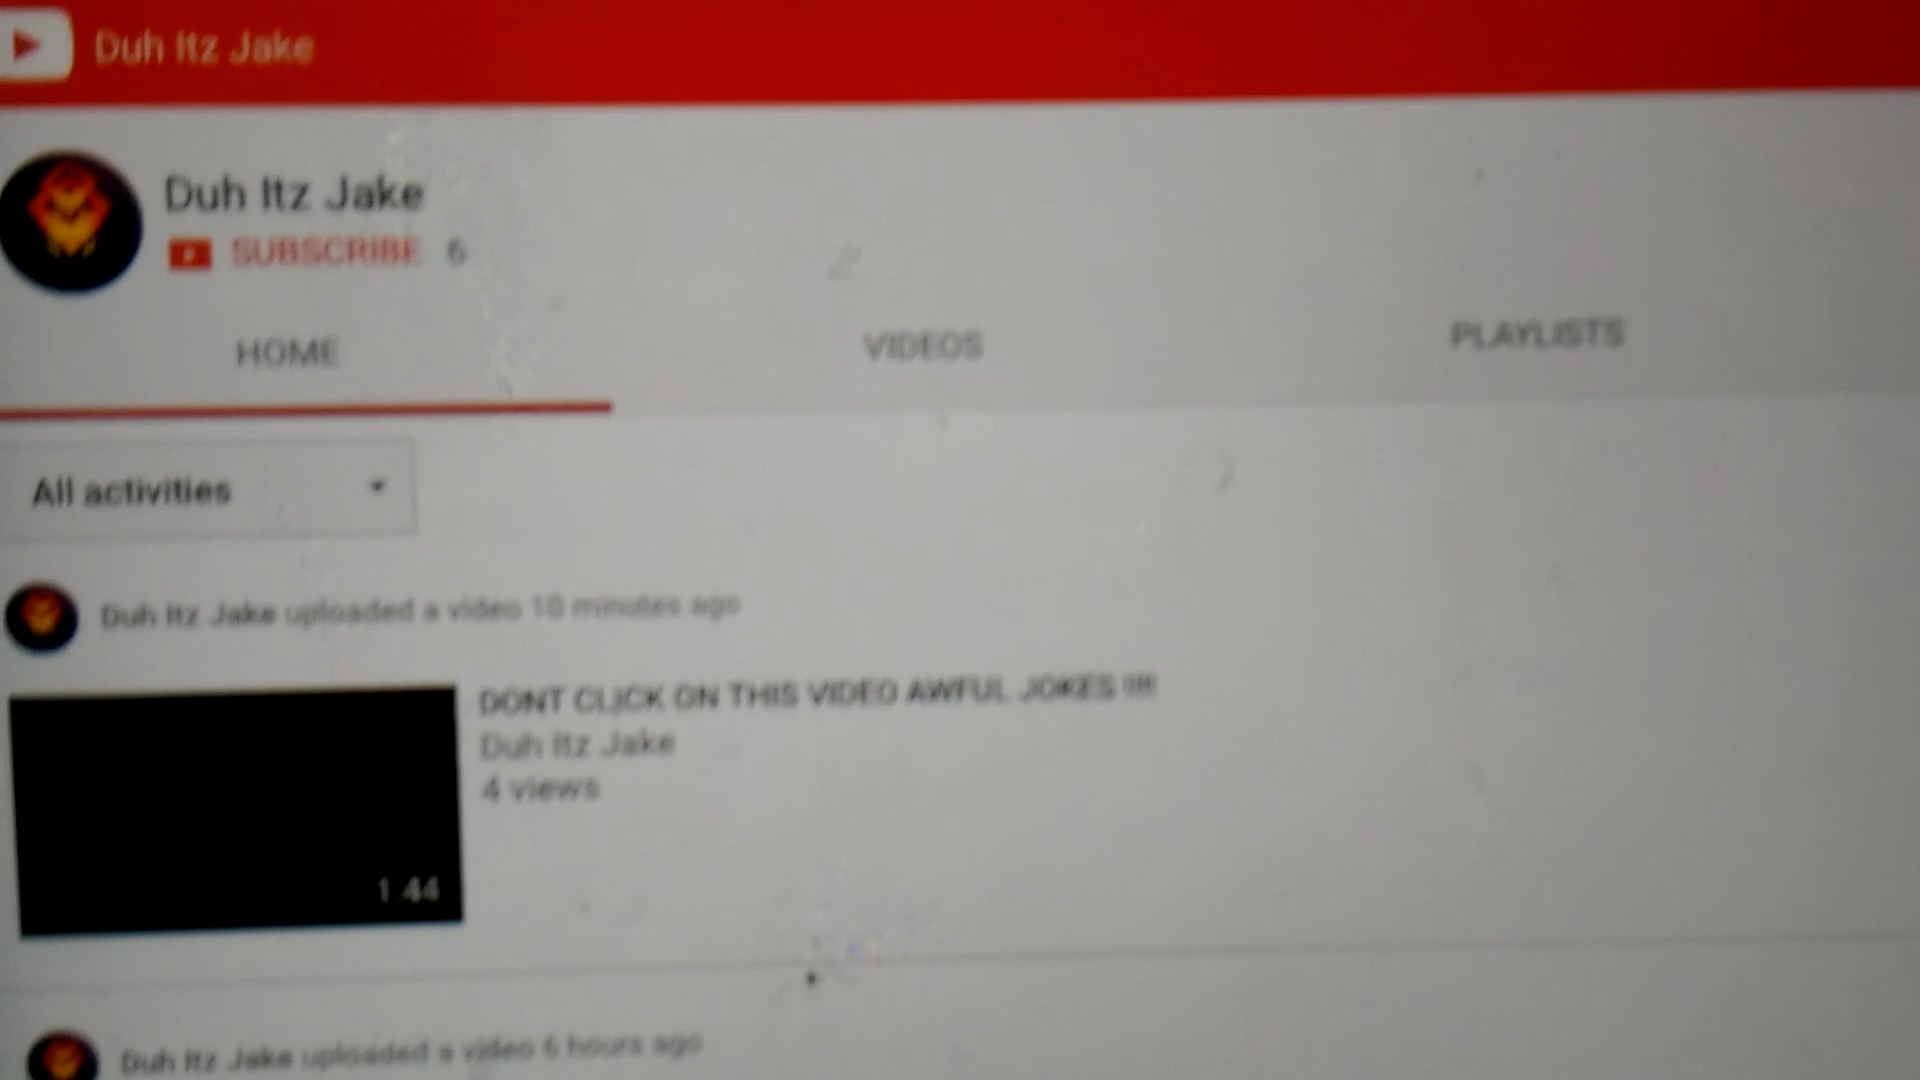 Duh Itz Jake
Duh Itz Jake
SUBSCRIBE 6
HOME
VIDEOS
PLAYLISTS
All activities
Duh Itz Jake uploaded a video 10 minutes ago
DONT CLICK ON THIS VIDEO AWFUL JOKES !!!!
Duh Itz Jake
4 views
1:44
Duh Itz Jake uploaded a video 6 hours ago